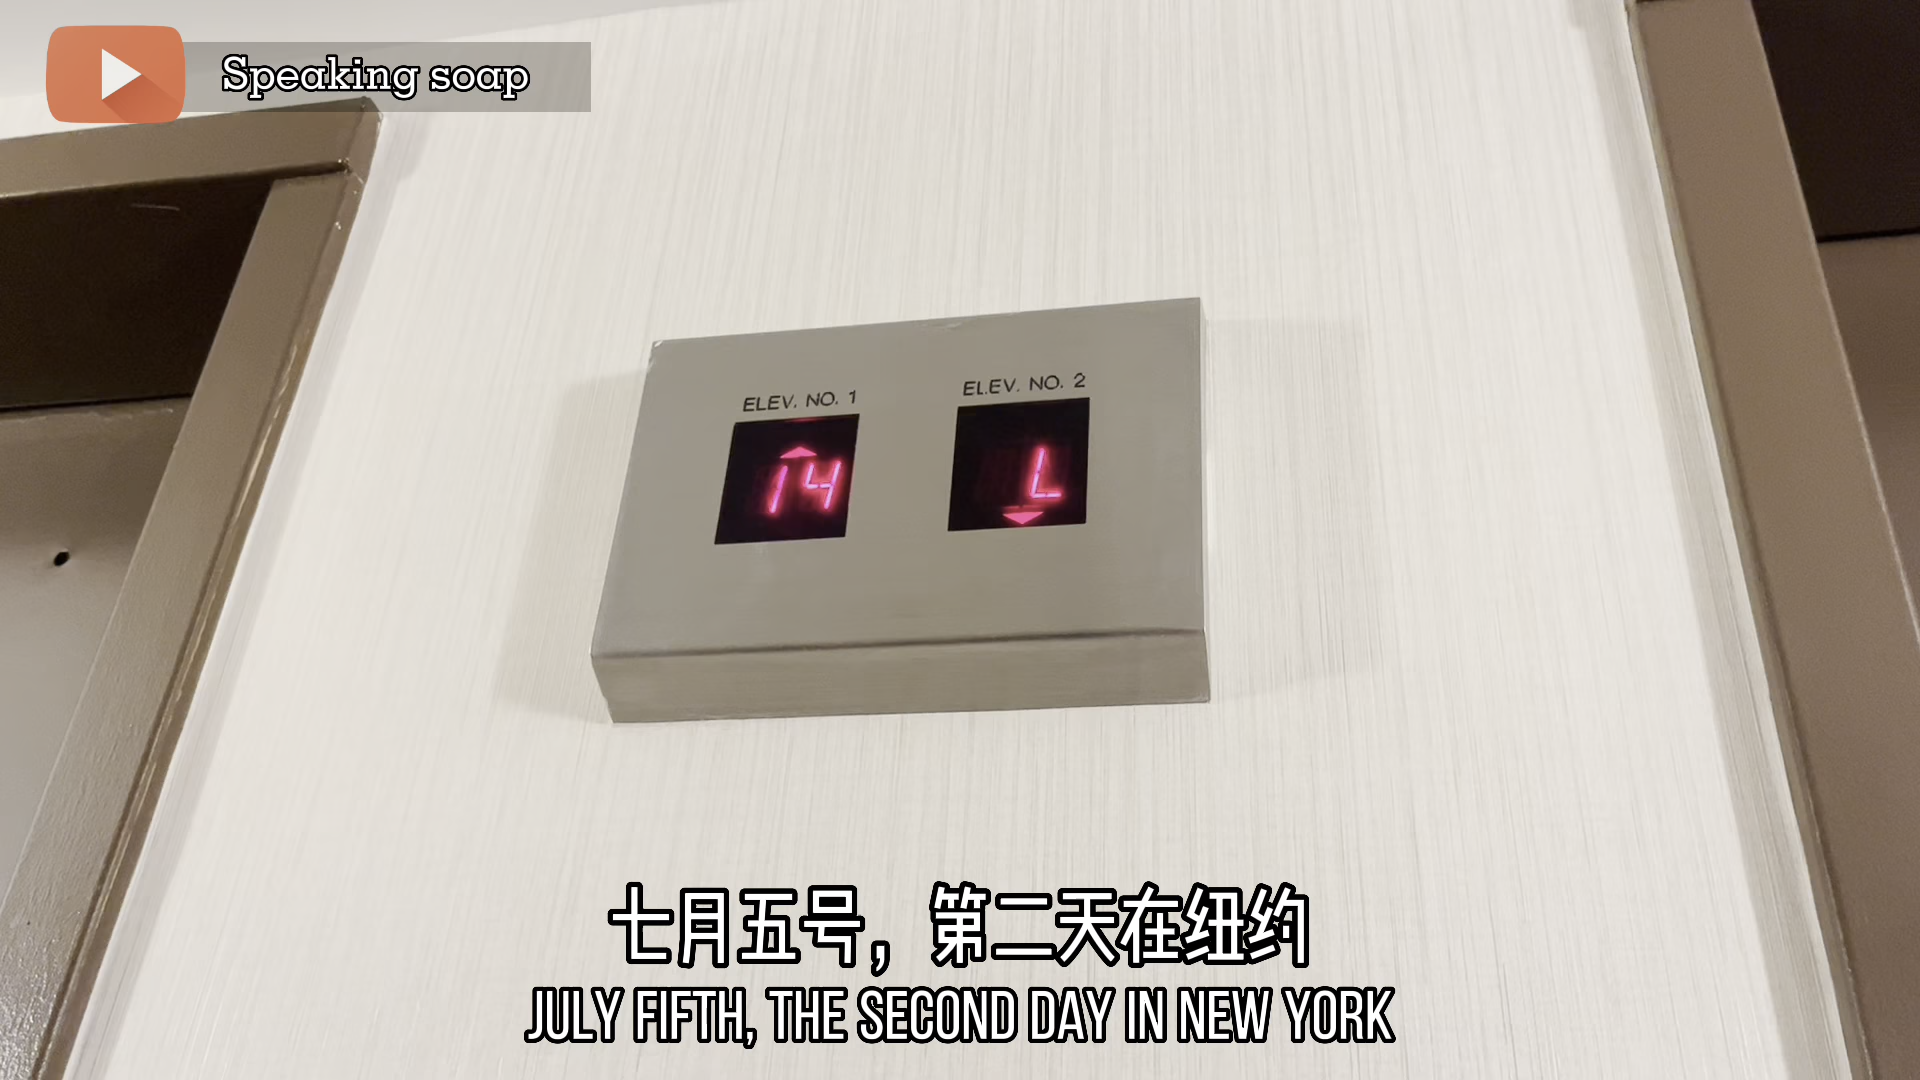 Speaking soap
ELEV. NO. 1
ELEV. NO. 2
14
L
七月五号，第二天在纽约
JULY FIFTH, THE SECOND DAY IN NEW YORK